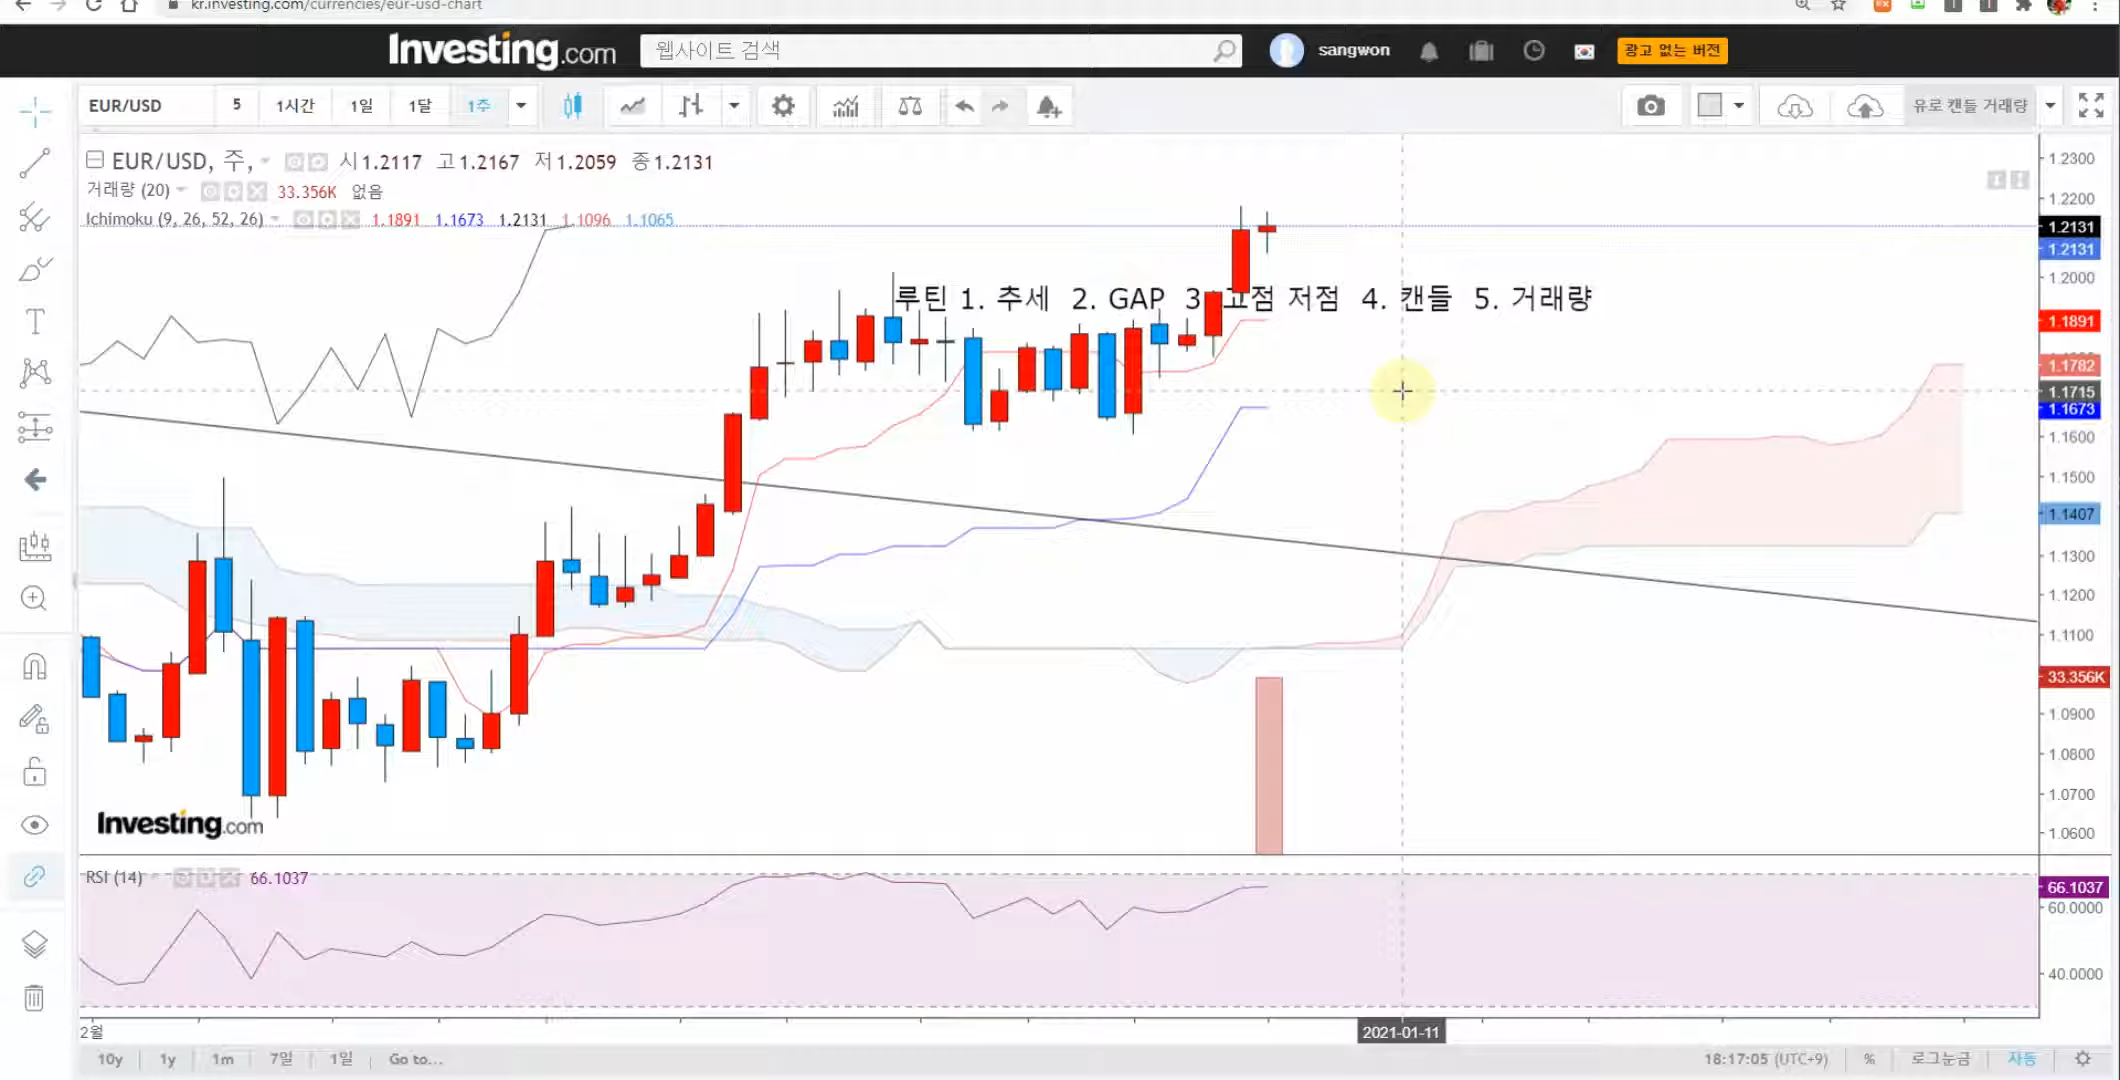 kr.investing.com/currencies/eur-usd-chart
Investing.com
웹사이트 검색
sangwon
광고 없는 버전
EUR/USD 5 1시간 1일 1달 1주
유로 캔들 거래량
EUR/USD, 주, 시1.2117 고1.2167 저1.2059 종1.2131
거래량 (20) 33.356K 없음
Ichimoku (9, 26, 52, 26) 1.1891 1.1673 1.2131 1.1096 1.1065
루틴 1. 추세 2. GAP 3. 고점 저점 4. 캔들 5. 거래량
1.2300
1.2200
1.2131
1.2131
1.2000
1.1891
1.1782
1.1715
1.1673
1.1600
1.1500
1.1407
1.1300
1.1200
1.1100
33.356K
1.0900
1.0800
1.0700
1.0600
Investing.com
RSI (14) 66.1037
66.1037
60.0000
40.0000
2월
2021-01-11
10y 1y 1m 7일 1일 Go to...
18:17:05 (UTC+9) % 로그눈금 자동